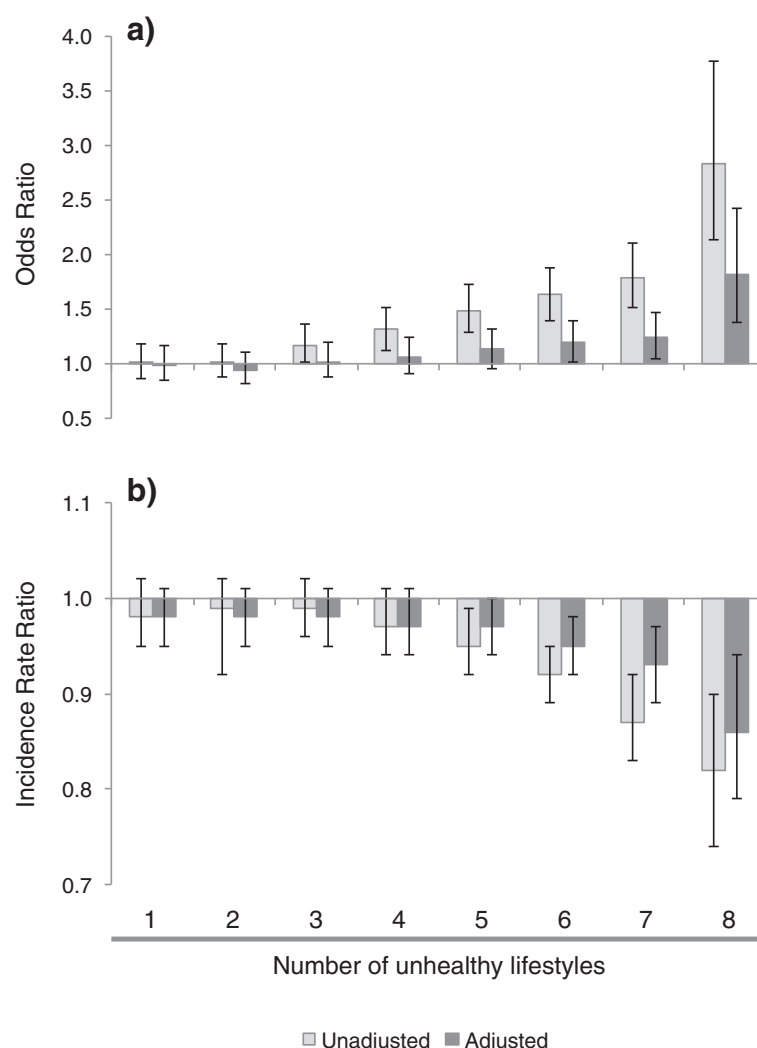 a)
4.0
3.5
3.0
2.5
2.0
1.5
1.0
0.5
Odds Ratio
b)
1.1
1.0
0.9
0.8
0.7
Incidence Rate Ratio
1 2 3 4 5 6 7 8
Number of unhealthy lifestyles
Unadjusted Adjusted